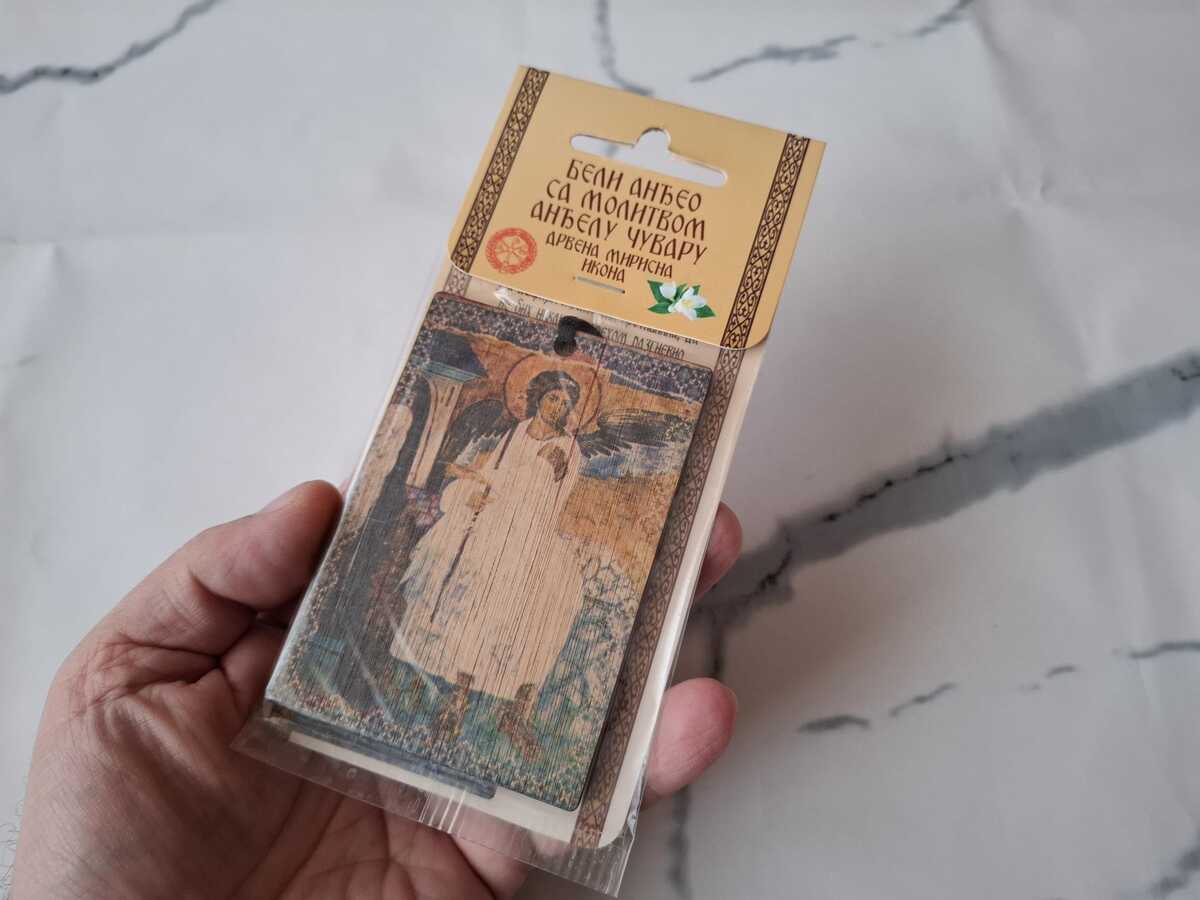 БЕЛИ АНЂЕО
СА МОЛИТВОМ
АНЂЕЛУ ЧУВАРУ
ДРВЕНА МИРИСНА
ИКОНА